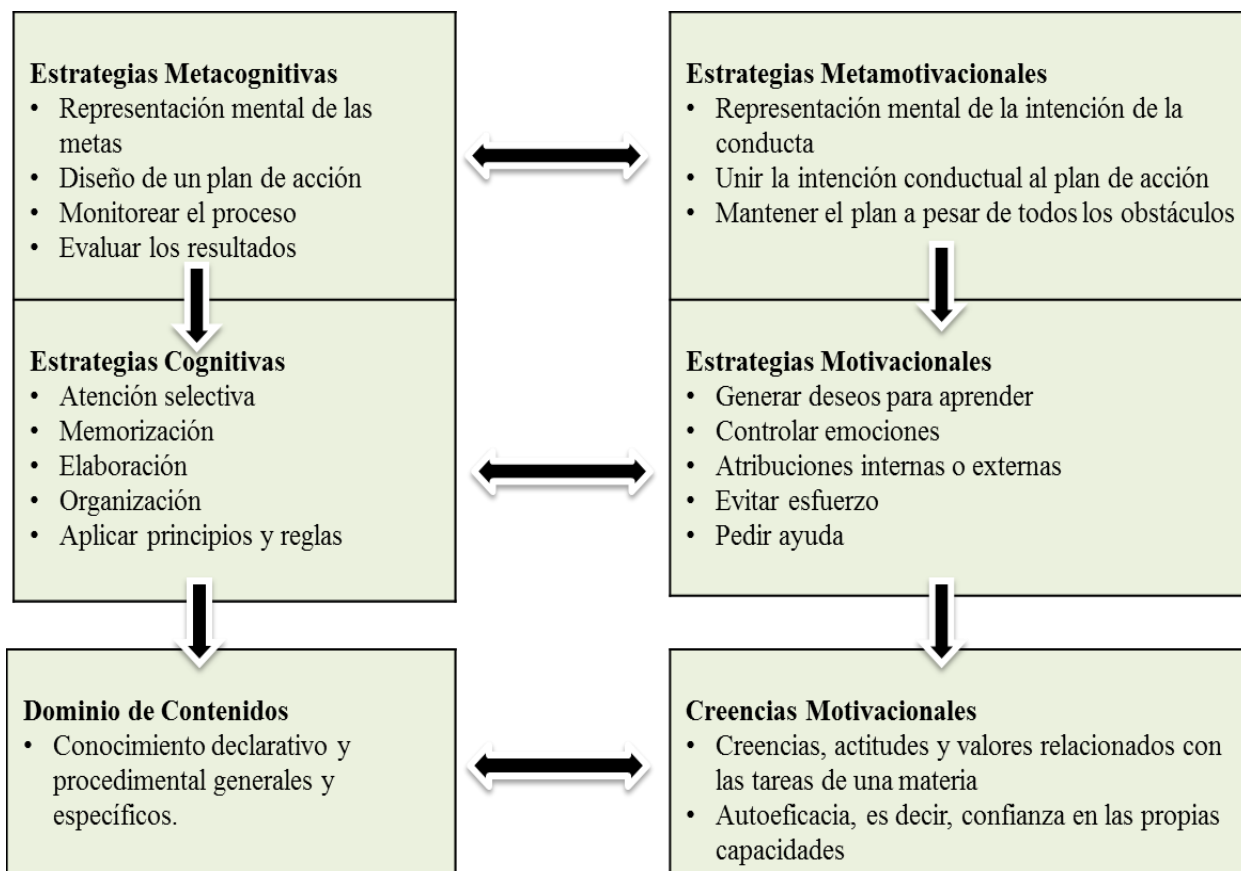 Estrategias Metacognitivas
• Representación mental de las
metas
• Diseño de un plan de acción
• Monitorear el proceso
• Evaluar los resultados
Estrategias Metamotivacionales
• Representación mental de la intención de la
conducta
• Unir la intención conductual al plan de acción
• Mantener el plan a pesar de todos los obstáculos
Estrategias Cognitivas
• Atención selectiva
• Memorización
• Elaboración
• Organización
• Aplicar principios y reglas
Estrategias Motivacionales
• Generar deseos para aprender
• Controlar emociones
• Atribuciones internas o externas
• Evitar esfuerzo
• Pedir ayuda
Dominio de Contenidos
• Conocimiento declarativo y
procedimental generales y
específicos.
Creencias Motivacionales
• Creencias, actitudes y valores relacionados con
las tareas de una materia
• Autoeficacia, es decir, confianza en las propias
capacidades